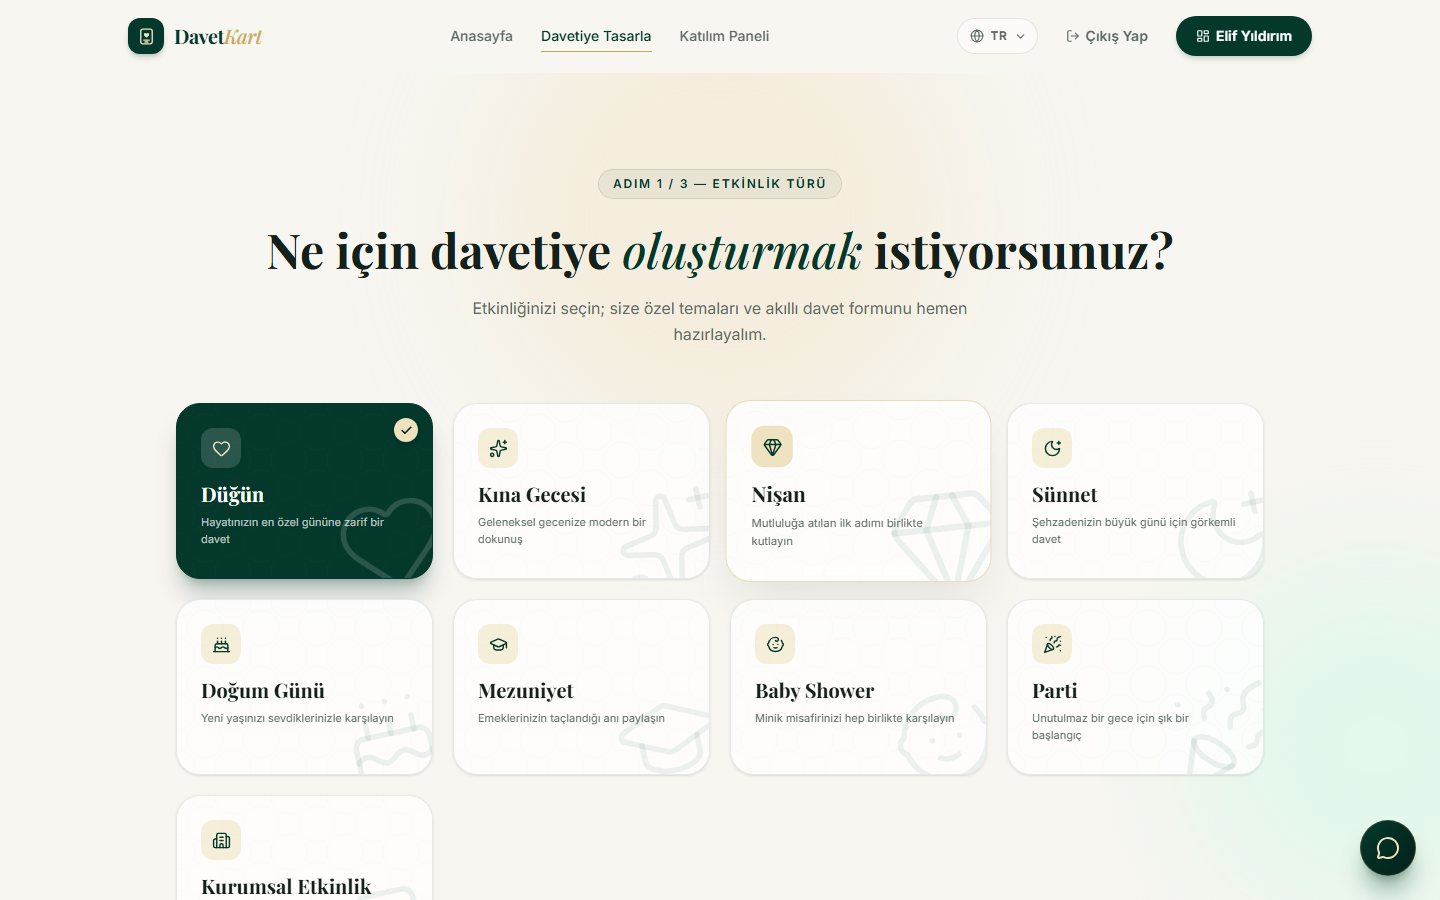 DavetKart
Anasayfa
Davetiye Tasarla
Katılım Paneli
TR
Çıkış Yap
Elif Yıldırım
ADIM 1 / 3 — ETKİNLİK TÜRÜ
Ne için davetiye oluşturmak istiyorsunuz?
Etkinliğinizi seçin; size özel temaları ve akıllı davet formunu hemen
hazırlayalım.
Düğün
Hayatınızın en özel gününe zarif bir
davet
Kına Gecesi
Geleneksel gecenize modern bir
dokunuş
Nişan
Mutluluğa atılan ilk adımı birlikte
kutlayın
Sünnet
Şehzadenizin büyük günü için görkemli
davet
Doğum Günü
Yeni yaşınızı sevdiklerinizle karşılayın
Mezuniyet
Emeklerinizin taçlandığı anı paylaşın
Baby Shower
Minik misafirinizi hep birlikte karşılayın
Parti
Unutulmaz bir gece için şık bir
başlangıç
Kurumsal Etkinlik